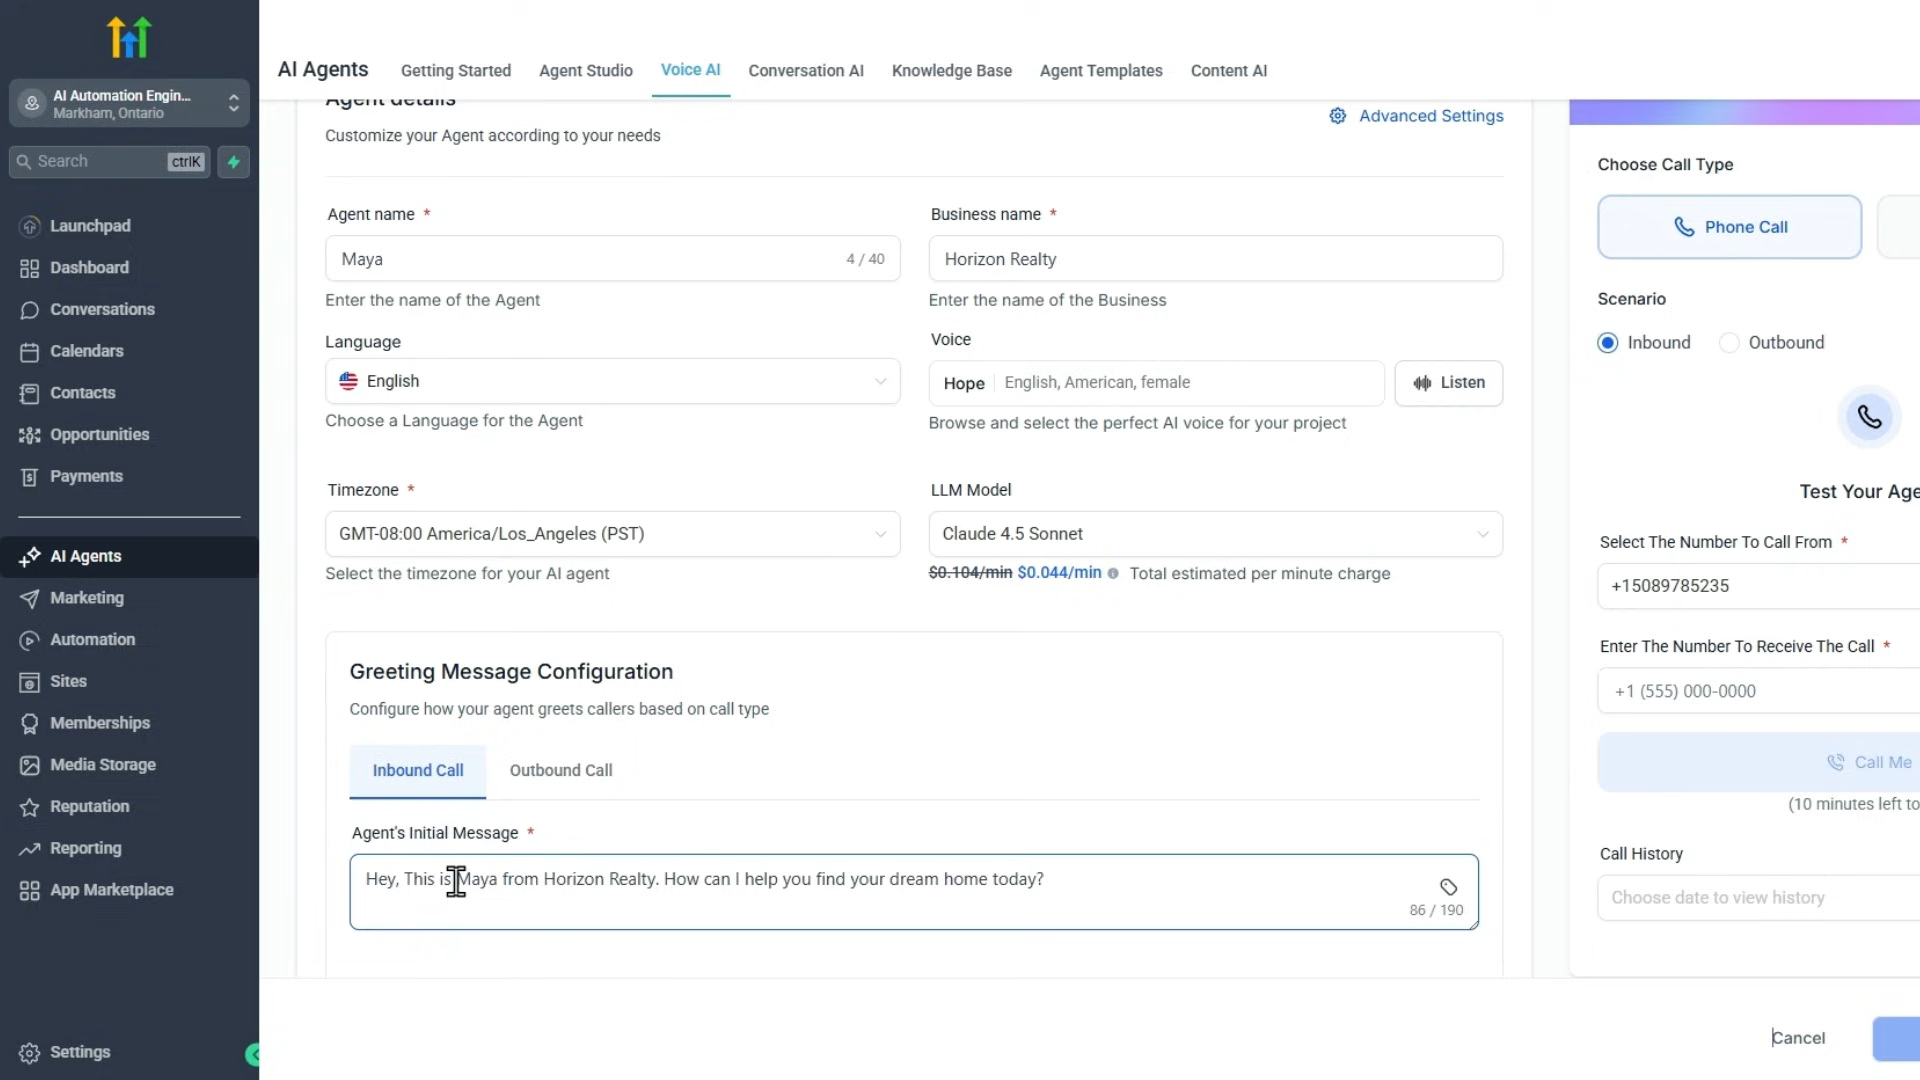 AI Automation Engin...
Markham, Ontario
Search
ctrlK
Launchpad
Dashboard
Conversations
Calendars
Contacts
Opportunities
Payments
AI Agents
Marketing
Automation
Sites
Memberships
Media Storage
Reputation
Reporting
App Marketplace
Settings
AI Agents
Getting Started
Agent Studio
Voice AI
Conversation AI
Knowledge Base
Agent Templates
Content AI
Agent details
Customize your Agent according to your needs
Advanced Settings
Agent name *
Maya
4 / 40
Enter the name of the Agent
Business name *
Horizon Realty
Enter the name of the Business
Language
English
Choose a Language for the Agent
Voice
Hope
English, American, female
Listen
Browse and select the perfect AI voice for your project
Timezone *
GMT-08:00 America/Los_Angeles (PST)
Select the timezone for your AI agent
LLM Model
Claude 4.5 Sonnet
$0.104/min $0.044/min Total estimated per minute charge
Greeting Message Configuration
Configure how your agent greets callers based on call type
Inbound Call
Outbound Call
Agent's Initial Message *
Hey, This is Maya from Horizon Realty. How can I help you find your dream home today?
86 / 190
Choose Call Type
Phone Call
Scenario
Inbound
Outbound
Test Your Age
Select The Number To Call From *
+15089785235
Enter The Number To Receive The Call *
+1 (555) 000-0000
Call Me
(10 minutes left to
Call History
Choose date to view history
Cancel